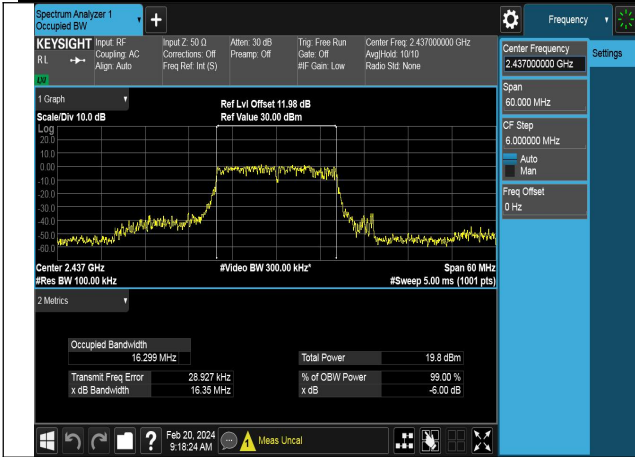 Spectrum Analyzer 1
Occupied BW
+
Frequency
KEYSIGHT
RL
Input: RF
Coupling: AC
Align: Auto
Input Z: 50 Ω
Corrections: Off
Freq Ref: Int (S)
Atten: 30 dB
Preamp: Off
Trig: Free Run
Gate: Off
#IF Gain: Low
Center Freq: 2.437000000 GHz
Avg|Hold: 10/10
Radio Std: None
Center Frequency
2.437000000 GHz
Settings
Span
60.000 MHz
CF Step
6.000000 MHz
Auto
Man
Freq Offset
0 Hz
1 Graph
Scale/Div 10.0 dB
Ref Lvl Offset 11.98 dB
Ref Value 30.00 dBm
Log
20.0
10.0
0.00
-10.0
-20.0
-30.0
-40.0
-50.0
-60.0
Center 2.437 GHz
#Video BW 300.00 kHz*
Span 60 MHz
#Res BW 100.00 kHz
#Sweep 5.00 ms (1001 pts)
2 Metrics
Occupied Bandwidth
16.299 MHz
Total Power 19.8 dBm
Transmit Freq Error 28.927 kHz
% of OBW Power 99.00 %
x dB Bandwidth 16.35 MHz
x dB -6.00 dB
?
Feb 20, 2024
9:18:24 AM
Meas Uncal